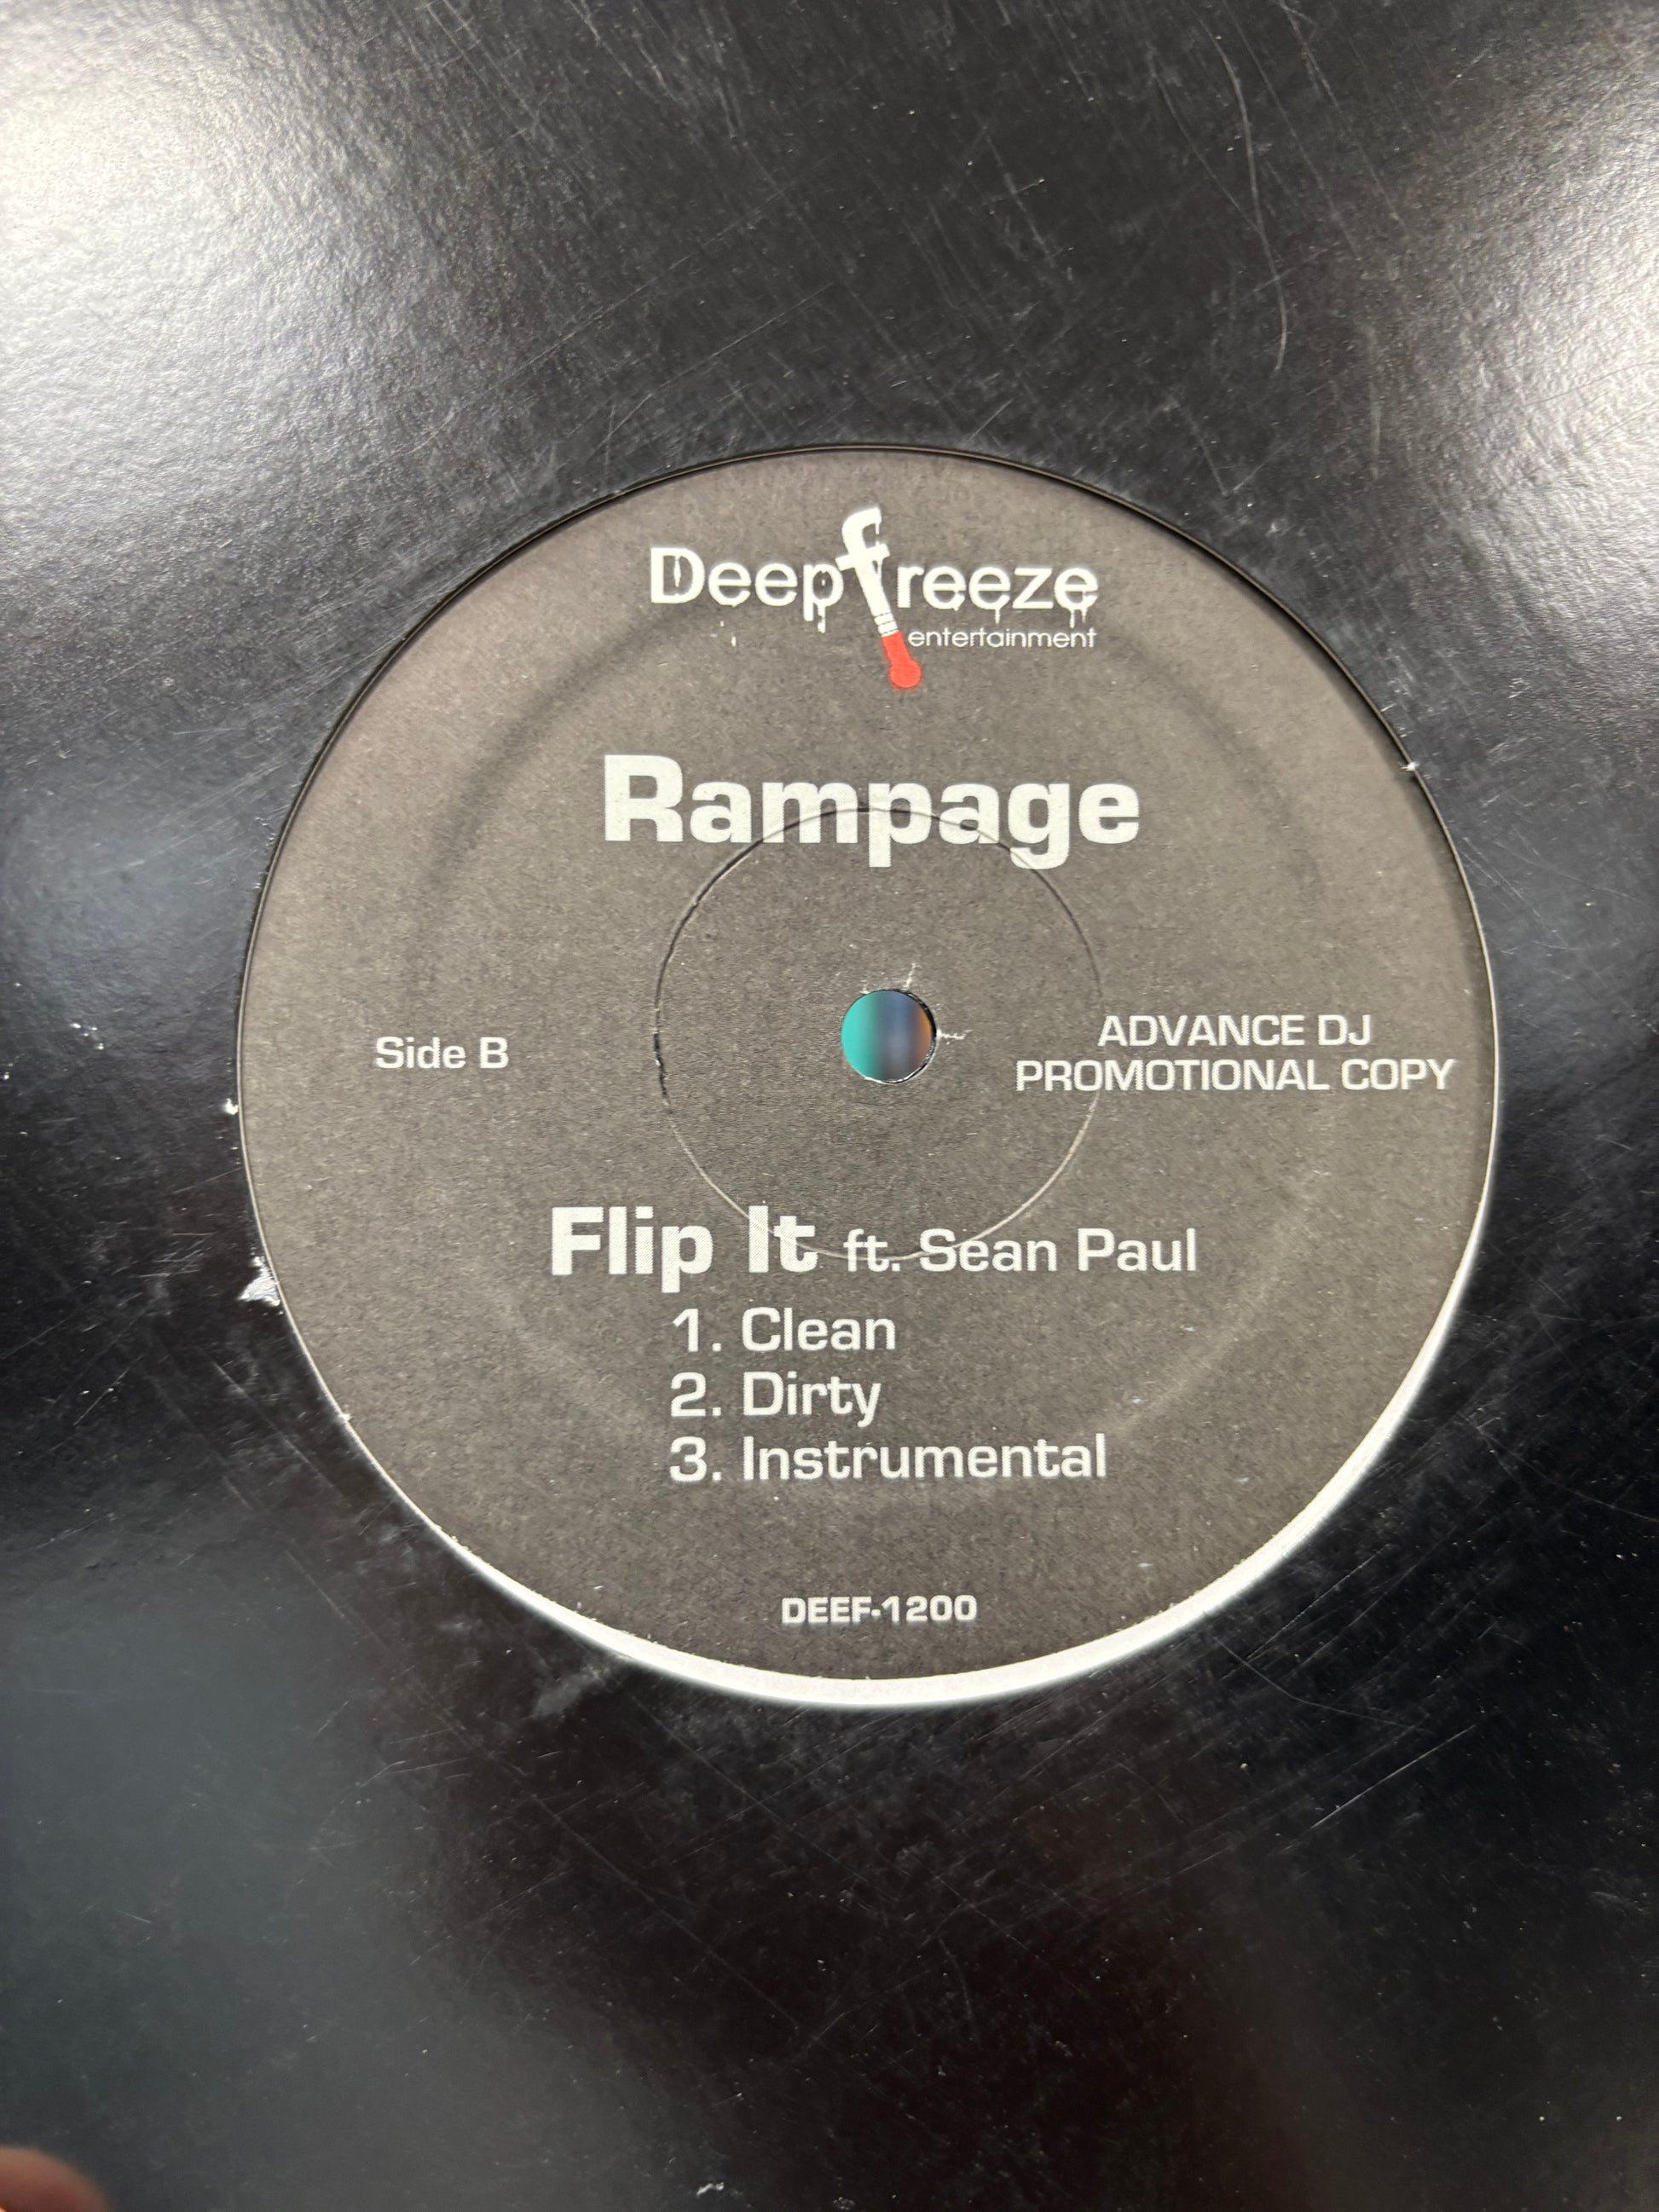 Deepfreeze
entertainment
Rampage
Side B
ADVANCE DJ
PROMOTIONAL COPY
Flip It ft. Sean Paul
1. Clean
2. Dirty
3. Instrumental
DEEF-1200